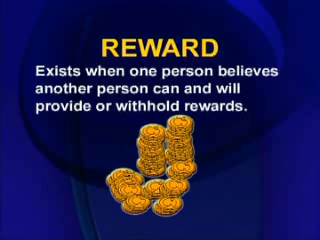 REWARD
Exists when one person believes
another person can and will
provide or withhold rewards.